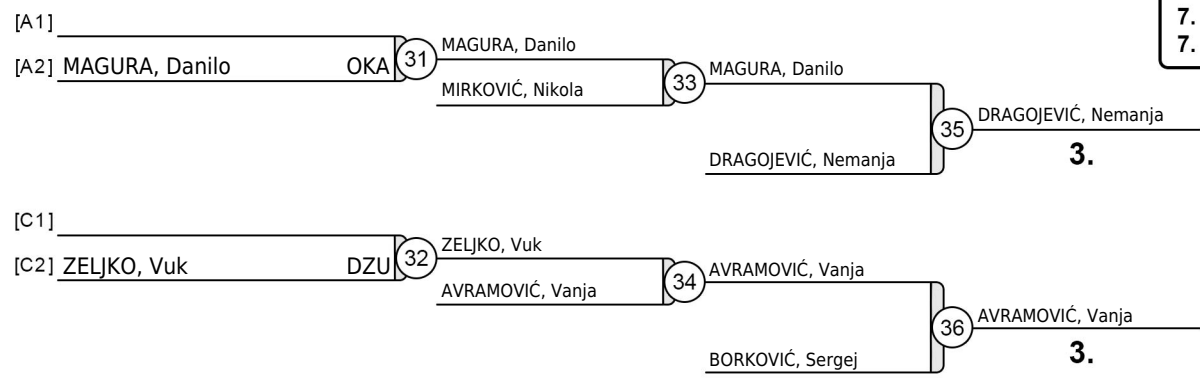 [A1]
[A2] MAGURA, Danilo OKA
31
MAGURA, Danilo
MIRKOVIĆ, Nikola
33
MAGURA, Danilo
DRAGOJEVIĆ, Nemanja
35
DRAGOJEVIĆ, Nemanja
3.
7.
7.
[C1]
[C2] ZELJKO, Vuk DZU
32
ZELJKO, Vuk
AVRAMOVIĆ, Vanja
34
AVRAMOVIĆ, Vanja
BORKOVIĆ, Sergej
36
AVRAMOVIĆ, Vanja
3.